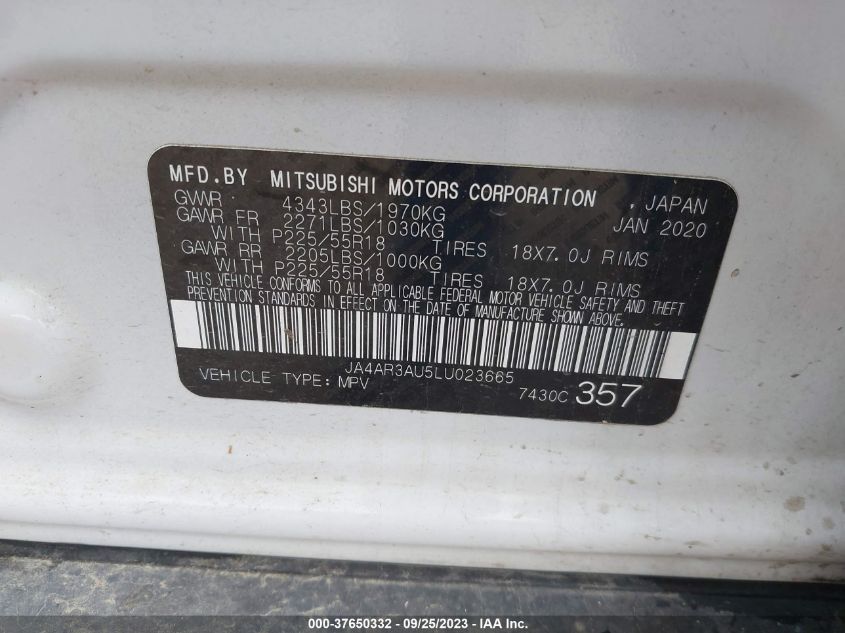 MFD.BY MITSUBISHI MOTORS CORPORATION , JAPAN
GVWR 4343LBS/1970KG JAN 2020
GAWR FR 2271LBS/1030KG
WITH P225/55R18 TIRES 18X7.0J RIMS
GAWR RR 2205LBS/1000KG
WITH P225/55R18 TIRES 18X7.0J RIMS
THIS VEHICLE CONFORMS TO ALL APPLICABLE FEDERAL MOTOR VEHICLE SAFETY AND THEFT
PREVENTION STANDARDS IN EFFECT ON THE DATE OF MANUFACTURE SHOWN ABOVE.
JA4AR3AU5LU023665
VEHICLE TYPE: MPV 7430C 357
000-37650332 - 09/25/2023 - IAAI.com